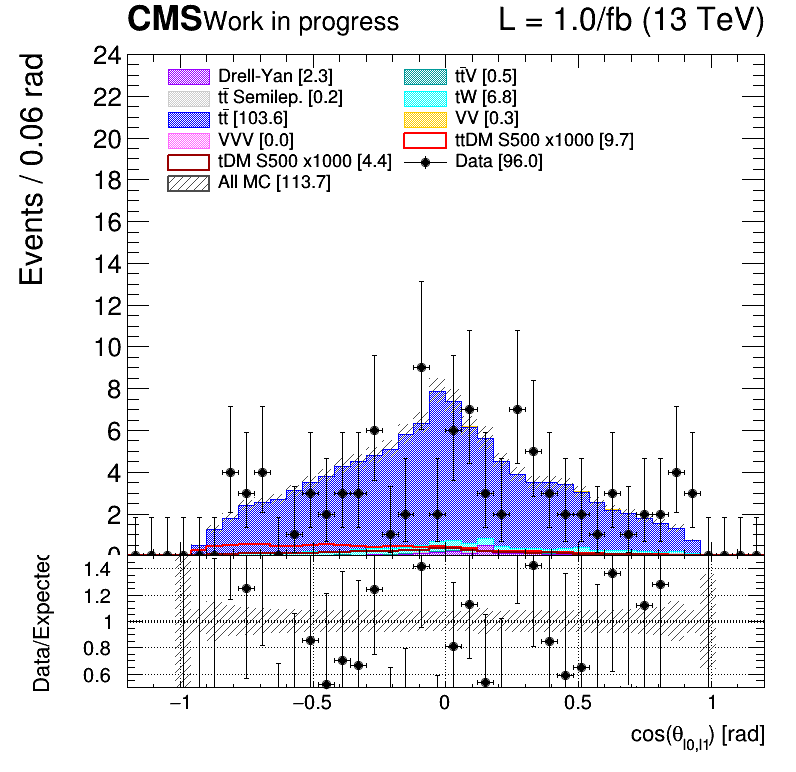 CMS Work in progress L = 1.0/fb (13 TeV)
Events / 0.06 rad
24
22
20
18
16
14
12
10
8
6
4
2
0
Drell-Yan [2.3]
tt̄ Semilep. [0.2]
tt̄ [103.6]
VVV [0.0]
tDM S500 x1000 [4.4]
All MC [113.7]
tt̄V [0.5]
tW [6.8]
VV [0.3]
ttDM S500 x1000 [9.7]
Data [96.0]
Data/Expected
1.4
1.2
1
0.8
0.6
−1 −0.5 0 0.5 1
cos(θl0,l1) [rad]